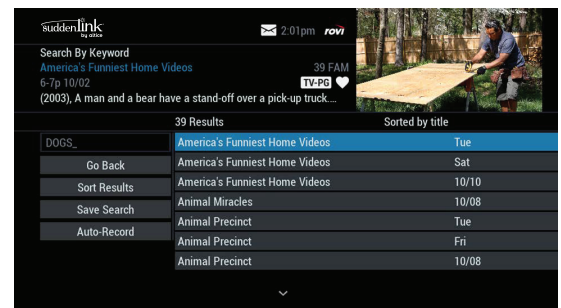 suddenlink
by altice
2:01pm rovi
Search By Keyword
America's Funniest Home Videos 39 FAM
6-7p 10/02 TV-PG
(2003), A man and a bear have a stand-off over a pick-up truck....
39 Results Sorted by title
DOGS_
America's Funniest Home Videos Tue
Go Back
America's Funniest Home Videos Sat
Sort Results
America's Funniest Home Videos 10/10
Save Search
Animal Miracles 10/08
Auto-Record
Animal Precinct Tue
Animal Precinct Fri
Animal Precinct 10/08